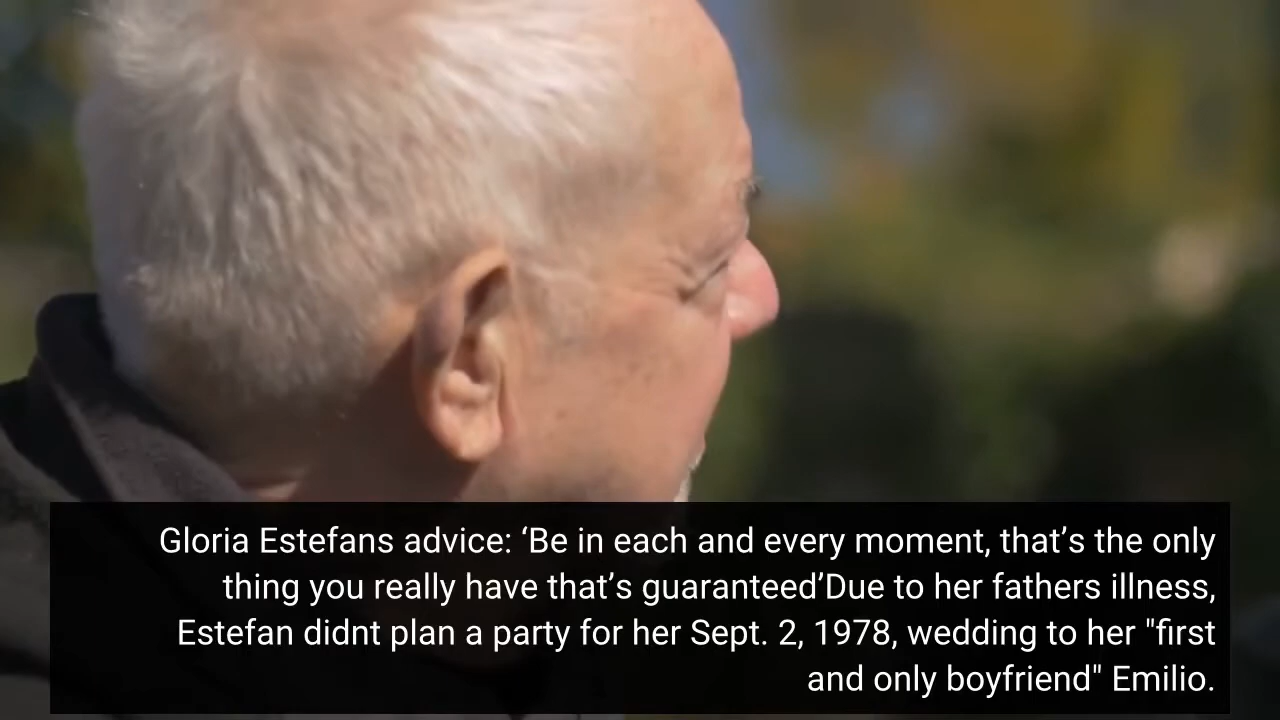 Gloria Estefans advice: ‘Be in each and every moment, that’s the only
thing you really have that’s guaranteed’Due to her fathers illness,
Estefan didnt plan a party for her Sept. 2, 1978, wedding to her "first
and only boyfriend" Emilio.